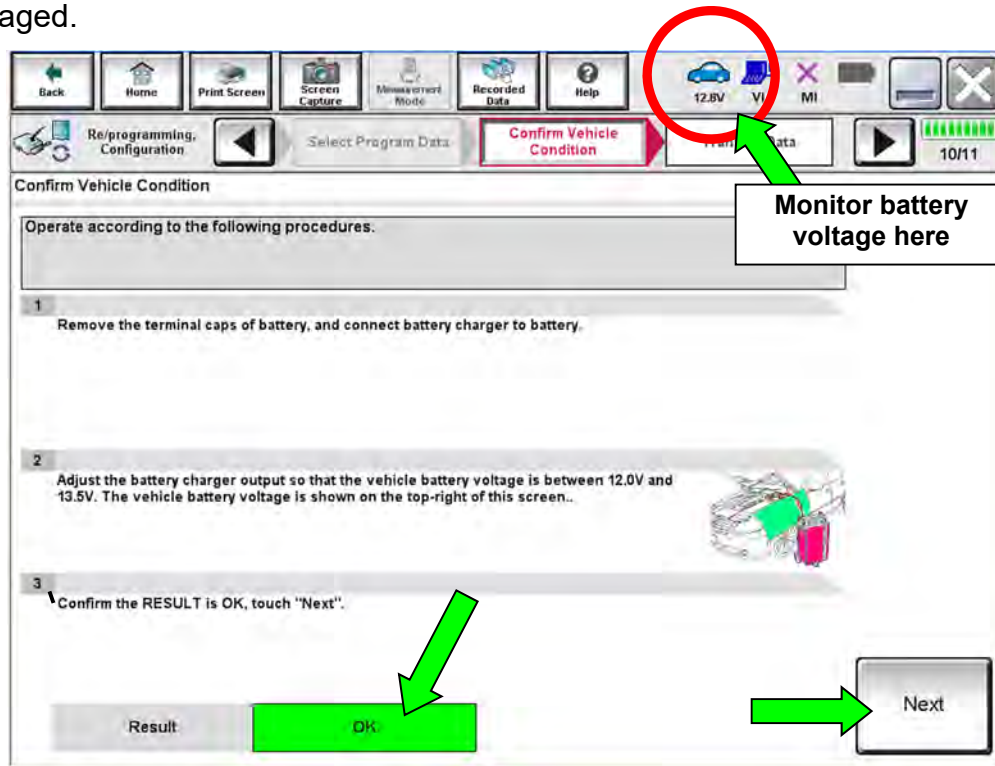 aged.
Back
Home
Print Screen
Screen
Capture
Measurement
Mode
Recorded
Data
Help
12.8V
VI
MI
Re/programming,
Configuration
Select Program Data
Confirm Vehicle
Condition
Data
10/11
Confirm Vehicle Condition
Monitor battery
voltage here
Operate according to the following procedures.
1
Remove the terminal caps of battery, and connect battery charger to battery.
2
Adjust the battery charger output so that the vehicle battery voltage is between 12.0V and
13.5V. The vehicle battery voltage is shown on the top-right of this screen..
3
Confirm the RESULT is OK, touch "Next".
Result
OK
Next